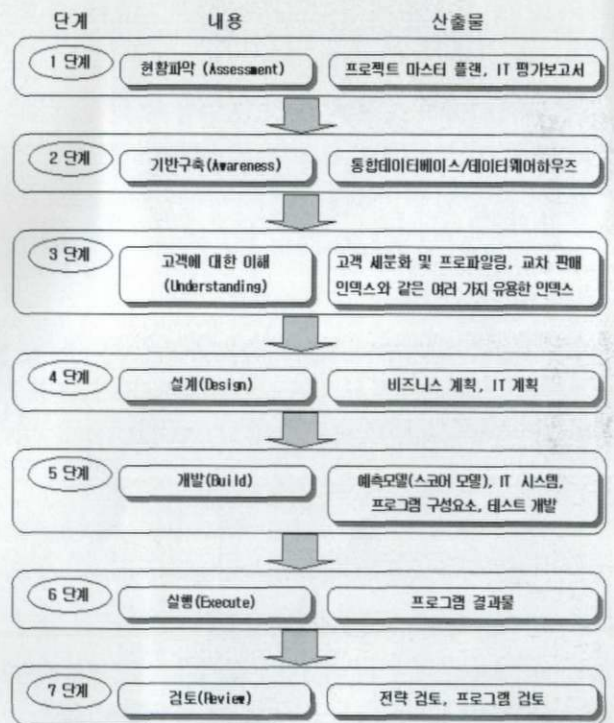 단계 내용 산출물
1 단계 현황파악 (Assessment) 프로젝트 마스터 플랜, IT 평가보고서
2 단계 기반구축(Awareness) 통합데이터베이스/데이터웨어하우즈
3 단계 고객에 대한 이해 고객 세분화 및 프로파일링, 교차 판매
(Understanding) 인덱스와 같은 여러 가지 유용한 인덱스
4 단계 설계(Design) 비즈니스 계획, IT 계획
5 단계 개발(Build) 예측모델(스코어 모델), IT 시스템,
프로그램 구성요소, 테스트 개발
6 단계 실행(Execute) 프로그램 결과물
7 단계 검토(Review) 전략 검토, 프로그램 검토